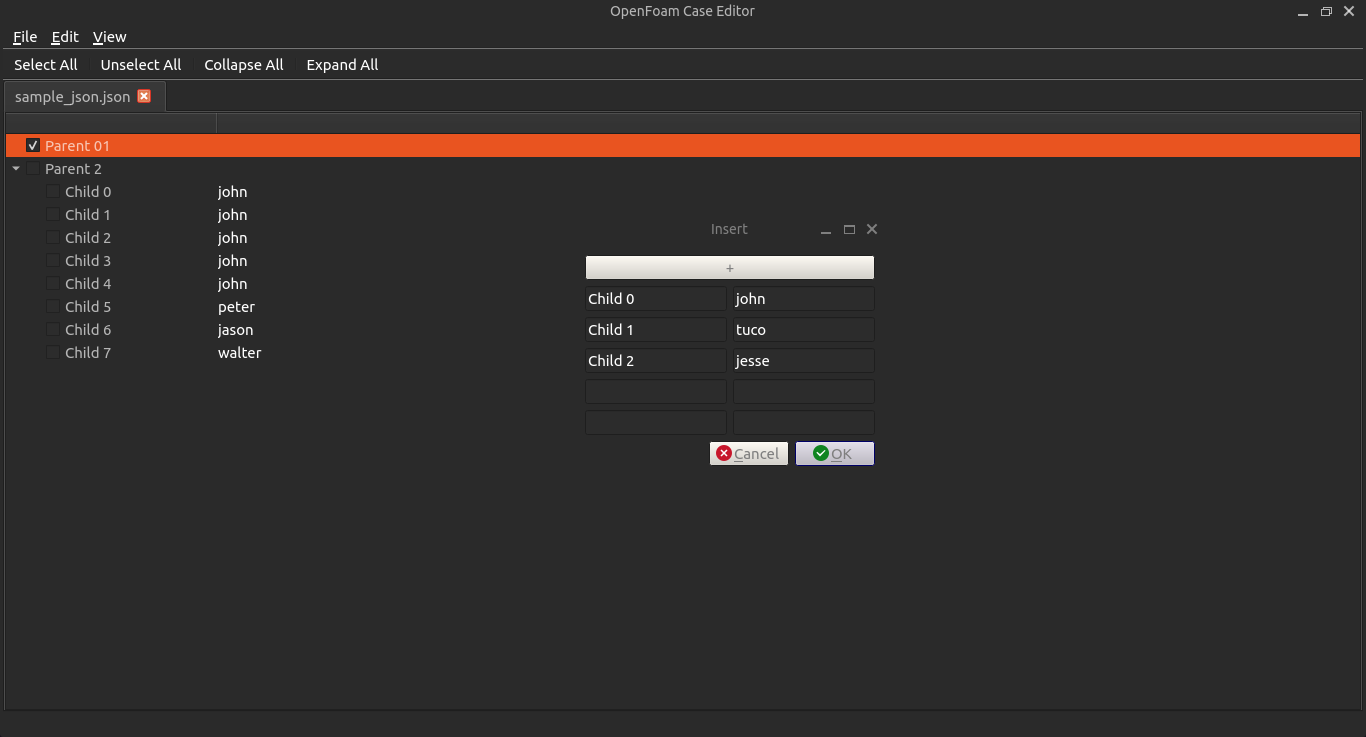 OpenFoam Case Editor
File Edit View
Select All Unselect All Collapse All Expand All
sample_json.json
Parent 01
Parent 2
Child 0 john
Child 1 john
Child 2 john
Child 3 john
Child 4 john
Child 5 peter
Child 6 jason
Child 7 walter
Insert
+
Child 0 john
Child 1 tuco
Child 2 jesse
Cancel OK